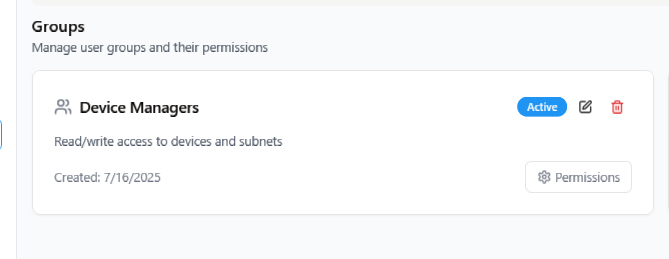 Groups
Manage user groups and their permissions
Device Managers
Active
Read/write access to devices and subnets
Created: 7/16/2025
Permissions